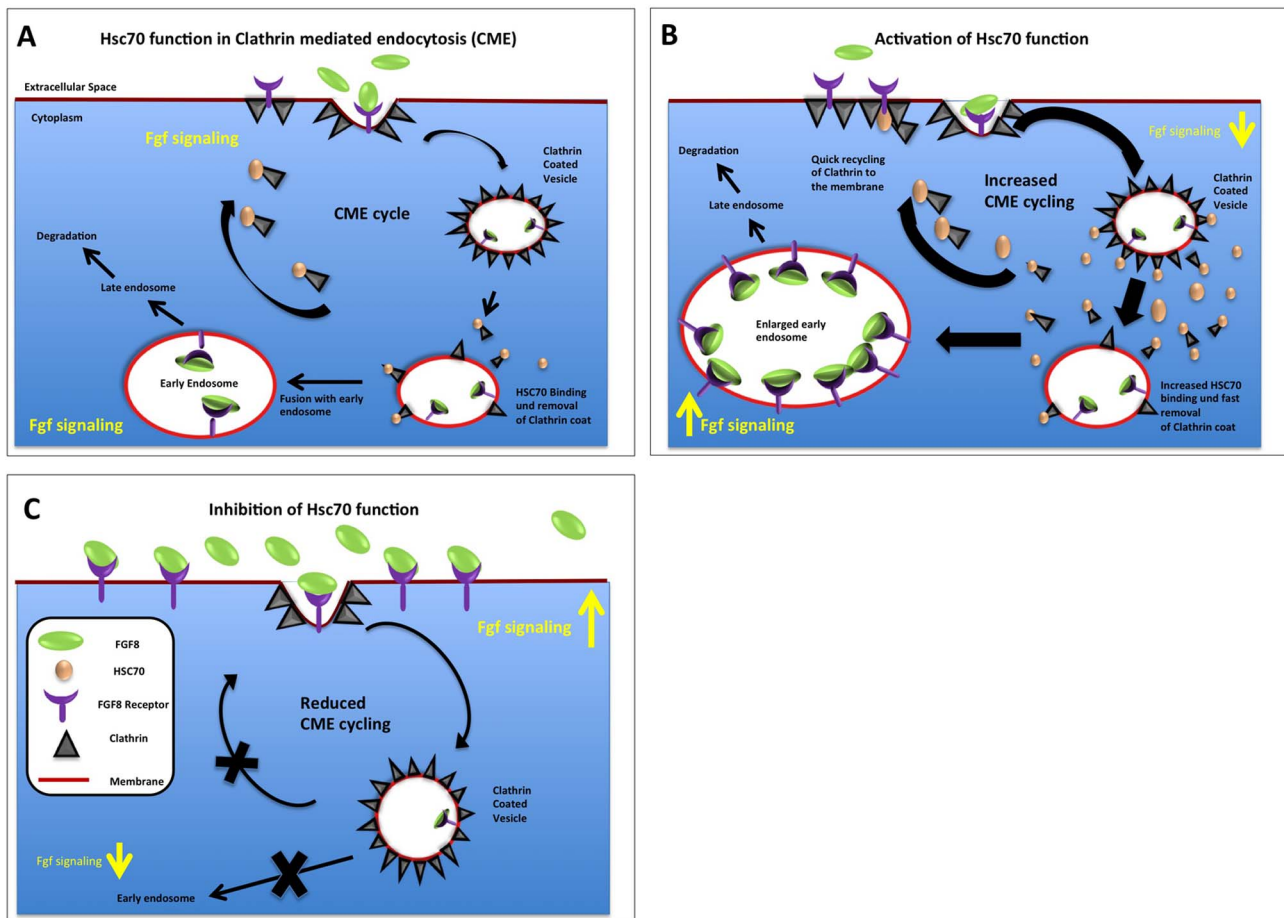 A
Hsc70 function in Clathrin mediated endocytosis (CME)
Extracellular Space
Cytoplasm
Fgf signaling
Clathrin
Coated
Vesicle
CME cycle
Degradation
Late endosome
Early Endosome
Fusion with early
endosome
HSC70 Binding
und removal
of Clathrin coat
Fgf signaling
B
Activation of Hsc70 function
Fgf signaling
Degradation
Quick recycling
of Clathrin to
the membrane
Increased
CME cycling
Clathrin
Coated
Vesicle
Late endosome
Enlarged early
endosome
Increased HSC70
binding und fast
removal
of Clathrin coat
Fgf signaling
C
Inhibition of Hsc70 function
Fgf signaling
FGF8
HSC70
FGF8 Receptor
Clathrin
Membrane
Reduced
CME cycling
Clathrin
Coated
Vesicle
Fgf signaling
Early endosome